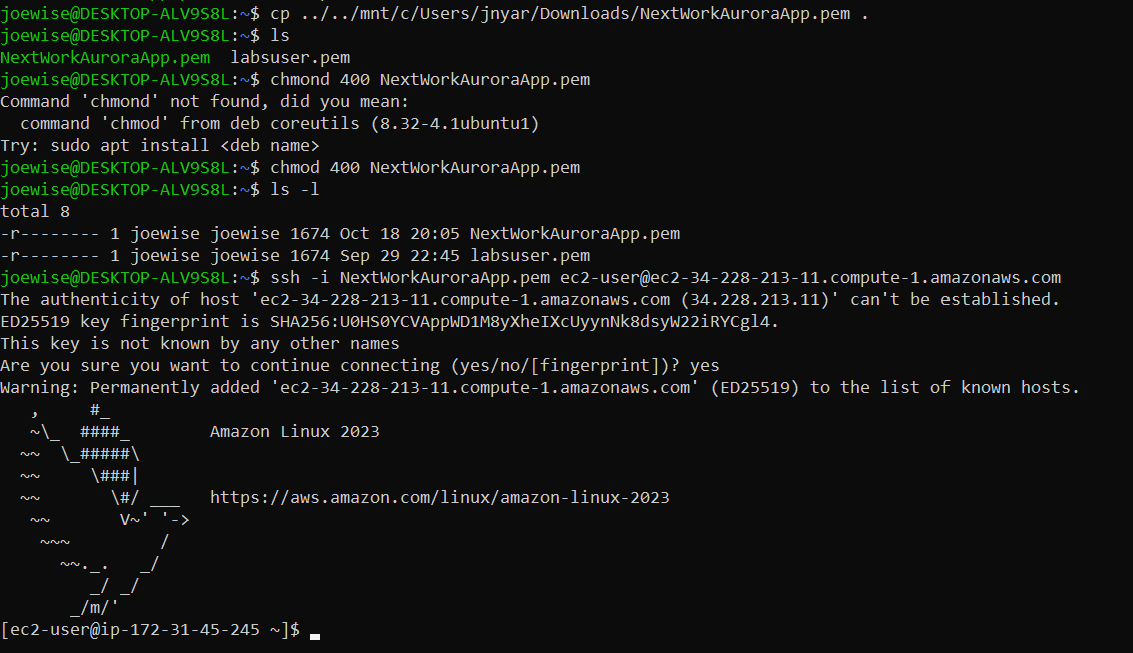 joewise@DESKTOP-ALV9S8L:~$ cp ../../mnt/c/Users/jnyar/Downloads/NextWorkAuroraApp.pem .
joewise@DESKTOP-ALV9S8L:~$ ls
NextWorkAuroraApp.pem  labsuser.pem
joewise@DESKTOP-ALV9S8L:~$ chmond 400 NextWorkAuroraApp.pem
Command 'chmond' not found, did you mean:
  command 'chmod' from deb coreutils (8.32-4.1ubuntu1)
Try: sudo apt install <deb name>
joewise@DESKTOP-ALV9S8L:~$ chmod 400 NextWorkAuroraApp.pem
joewise@DESKTOP-ALV9S8L:~$ ls -l
total 8
-r-------- 1 joewise joewise 1674 Oct 18 20:05 NextWorkAuroraApp.pem
-r-------- 1 joewise joewise 1674 Sep 29 22:45 labsuser.pem
joewise@DESKTOP-ALV9S8L:~$ ssh -i NextWorkAuroraApp.pem ec2-user@ec2-34-228-213-11.compute-1.amazonaws.com
The authenticity of host 'ec2-34-228-213-11.compute-1.amazonaws.com (34.228.213.11)' can't be established.
ED25519 key fingerprint is SHA256:U0HS0YCVAppWD1M8yXheIXcUyynNk8dsyW22iRYCgl4.
This key is not known by any other names
Are you sure you want to continue connecting (yes/no/[fingerprint])? yes
Warning: Permanently added 'ec2-34-228-213-11.compute-1.amazonaws.com' (ED25519) to the list of known hosts.
   ,     #_
   ~\_  ####_        Amazon Linux 2023
  ~~  \_#####\
  ~~     \###|
  ~~       \#/ ___   https://aws.amazon.com/linux/amazon-linux-2023
   ~~       V~' '->
    ~~~         /
      ~~._.   _/
         _/ _/
       _/m/'
[ec2-user@ip-172-31-45-245 ~]$